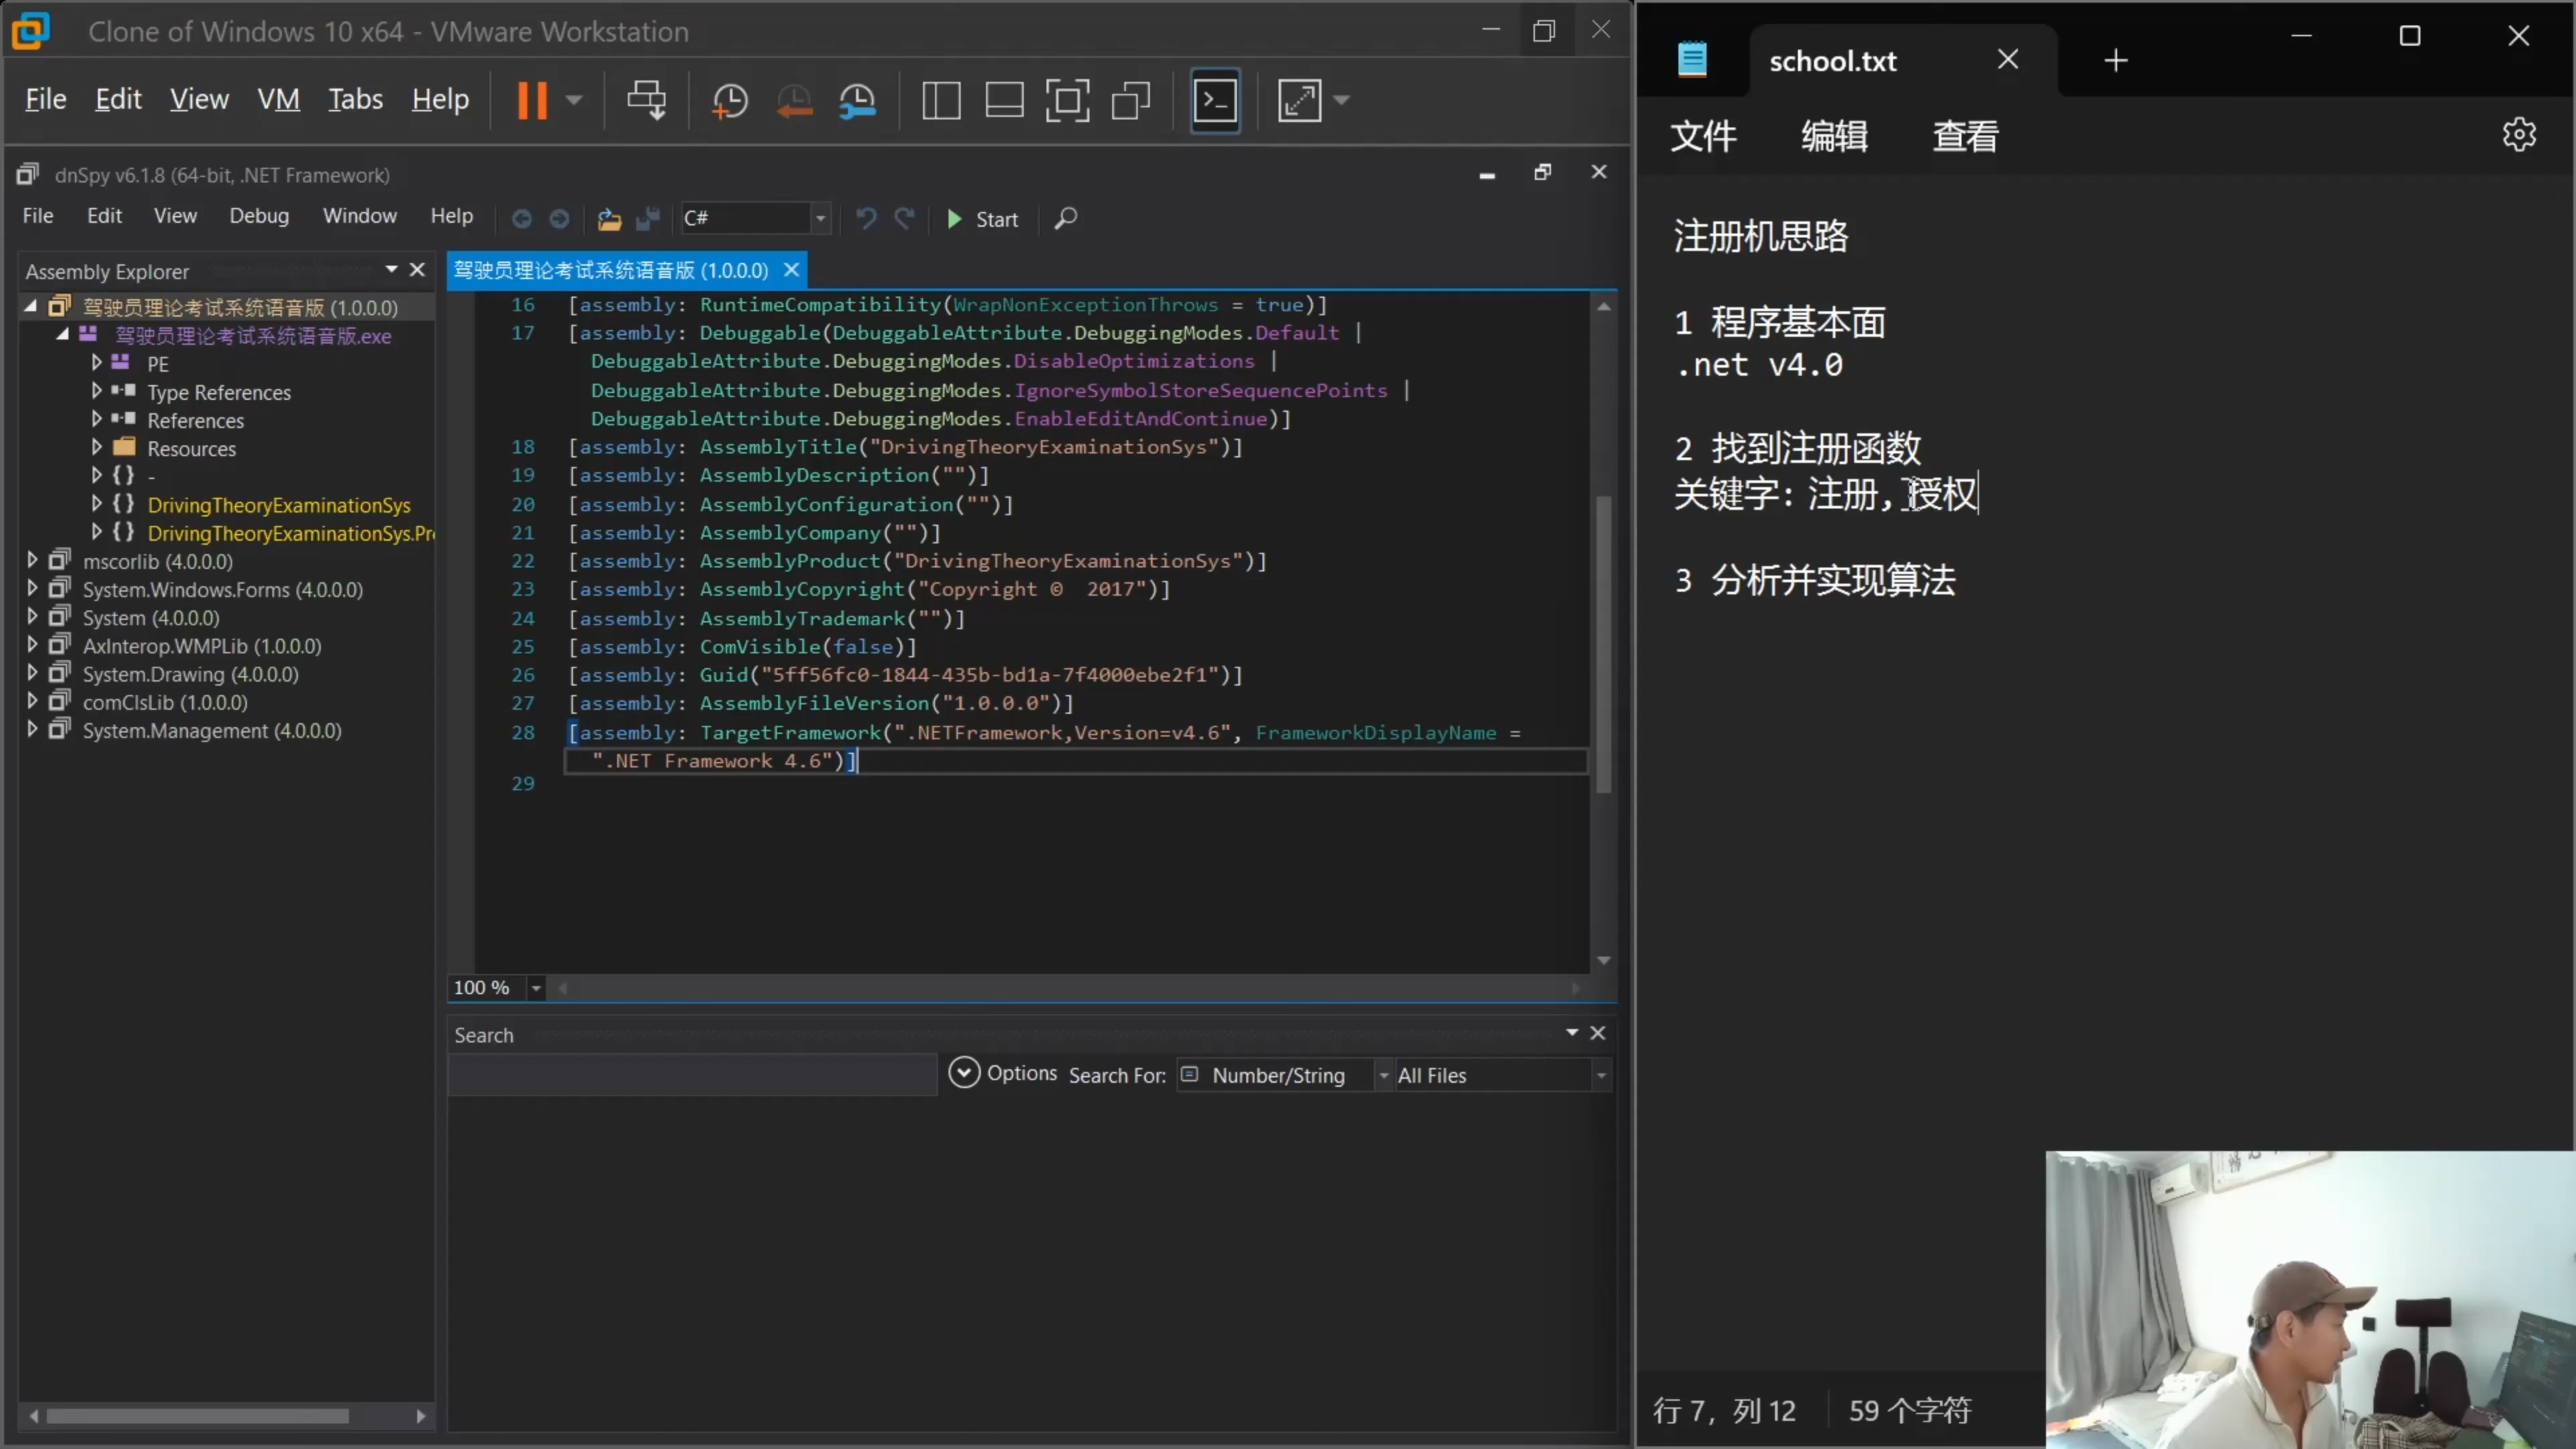 Clone of Windows 10 x64 - VMware Workstation
File Edit View VM Tabs Help
dnSpy v6.1.8 (64-bit, .NET Framework)
File Edit View Debug Window Help C# Start
Assembly Explorer
驾驶员理论考试系统语音版 (1.0.0.0)
驾驶员理论考试系统语音版.exe
PE
Type References
References
Resources
{ } -
{ } DrivingTheoryExaminationSys
{ } DrivingTheoryExaminationSys.Pr
mscorlib (4.0.0.0)
System.Windows.Forms (4.0.0.0)
System (4.0.0.0)
AxInterop.WMPLib (1.0.0.0)
System.Drawing (4.0.0.0)
comClsLib (1.0.0.0)
System.Management (4.0.0.0)
驾驶员理论考试系统语音版 (1.0.0.0)
16 [assembly: RuntimeCompatibility(WrapNonExceptionThrows = true)]
17 [assembly: Debuggable(DebuggableAttribute.DebuggingModes.Default |
DebuggableAttribute.DebuggingModes.DisableOptimizations |
DebuggableAttribute.DebuggingModes.IgnoreSymbolStoreSequencePoints |
DebuggableAttribute.DebuggingModes.EnableEditAndContinue)]
18 [assembly: AssemblyTitle("DrivingTheoryExaminationSys")]
19 [assembly: AssemblyDescription("")]
20 [assembly: AssemblyConfiguration("")]
21 [assembly: AssemblyCompany("")]
22 [assembly: AssemblyProduct("DrivingTheoryExaminationSys")]
23 [assembly: AssemblyCopyright("Copyright ©  2017")]
24 [assembly: AssemblyTrademark("")]
25 [assembly: ComVisible(false)]
26 [assembly: Guid("5ff56fc0-1844-435b-bd1a-7f4000ebe2f1")]
27 [assembly: AssemblyFileVersion("1.0.0.0")]
28 [assembly: TargetFramework(".NETFramework,Version=v4.6", FrameworkDisplayName =
".NET Framework 4.6")]
29
100 %
Search
Options Search For: Number/String All Files
school.txt
文件 编辑 查看
注册机思路
1 程序基本面
.net v4.0
2 找到注册函数
关键字：注册，授权
3 分析并实现算法
行 7，列 12 59 个字符